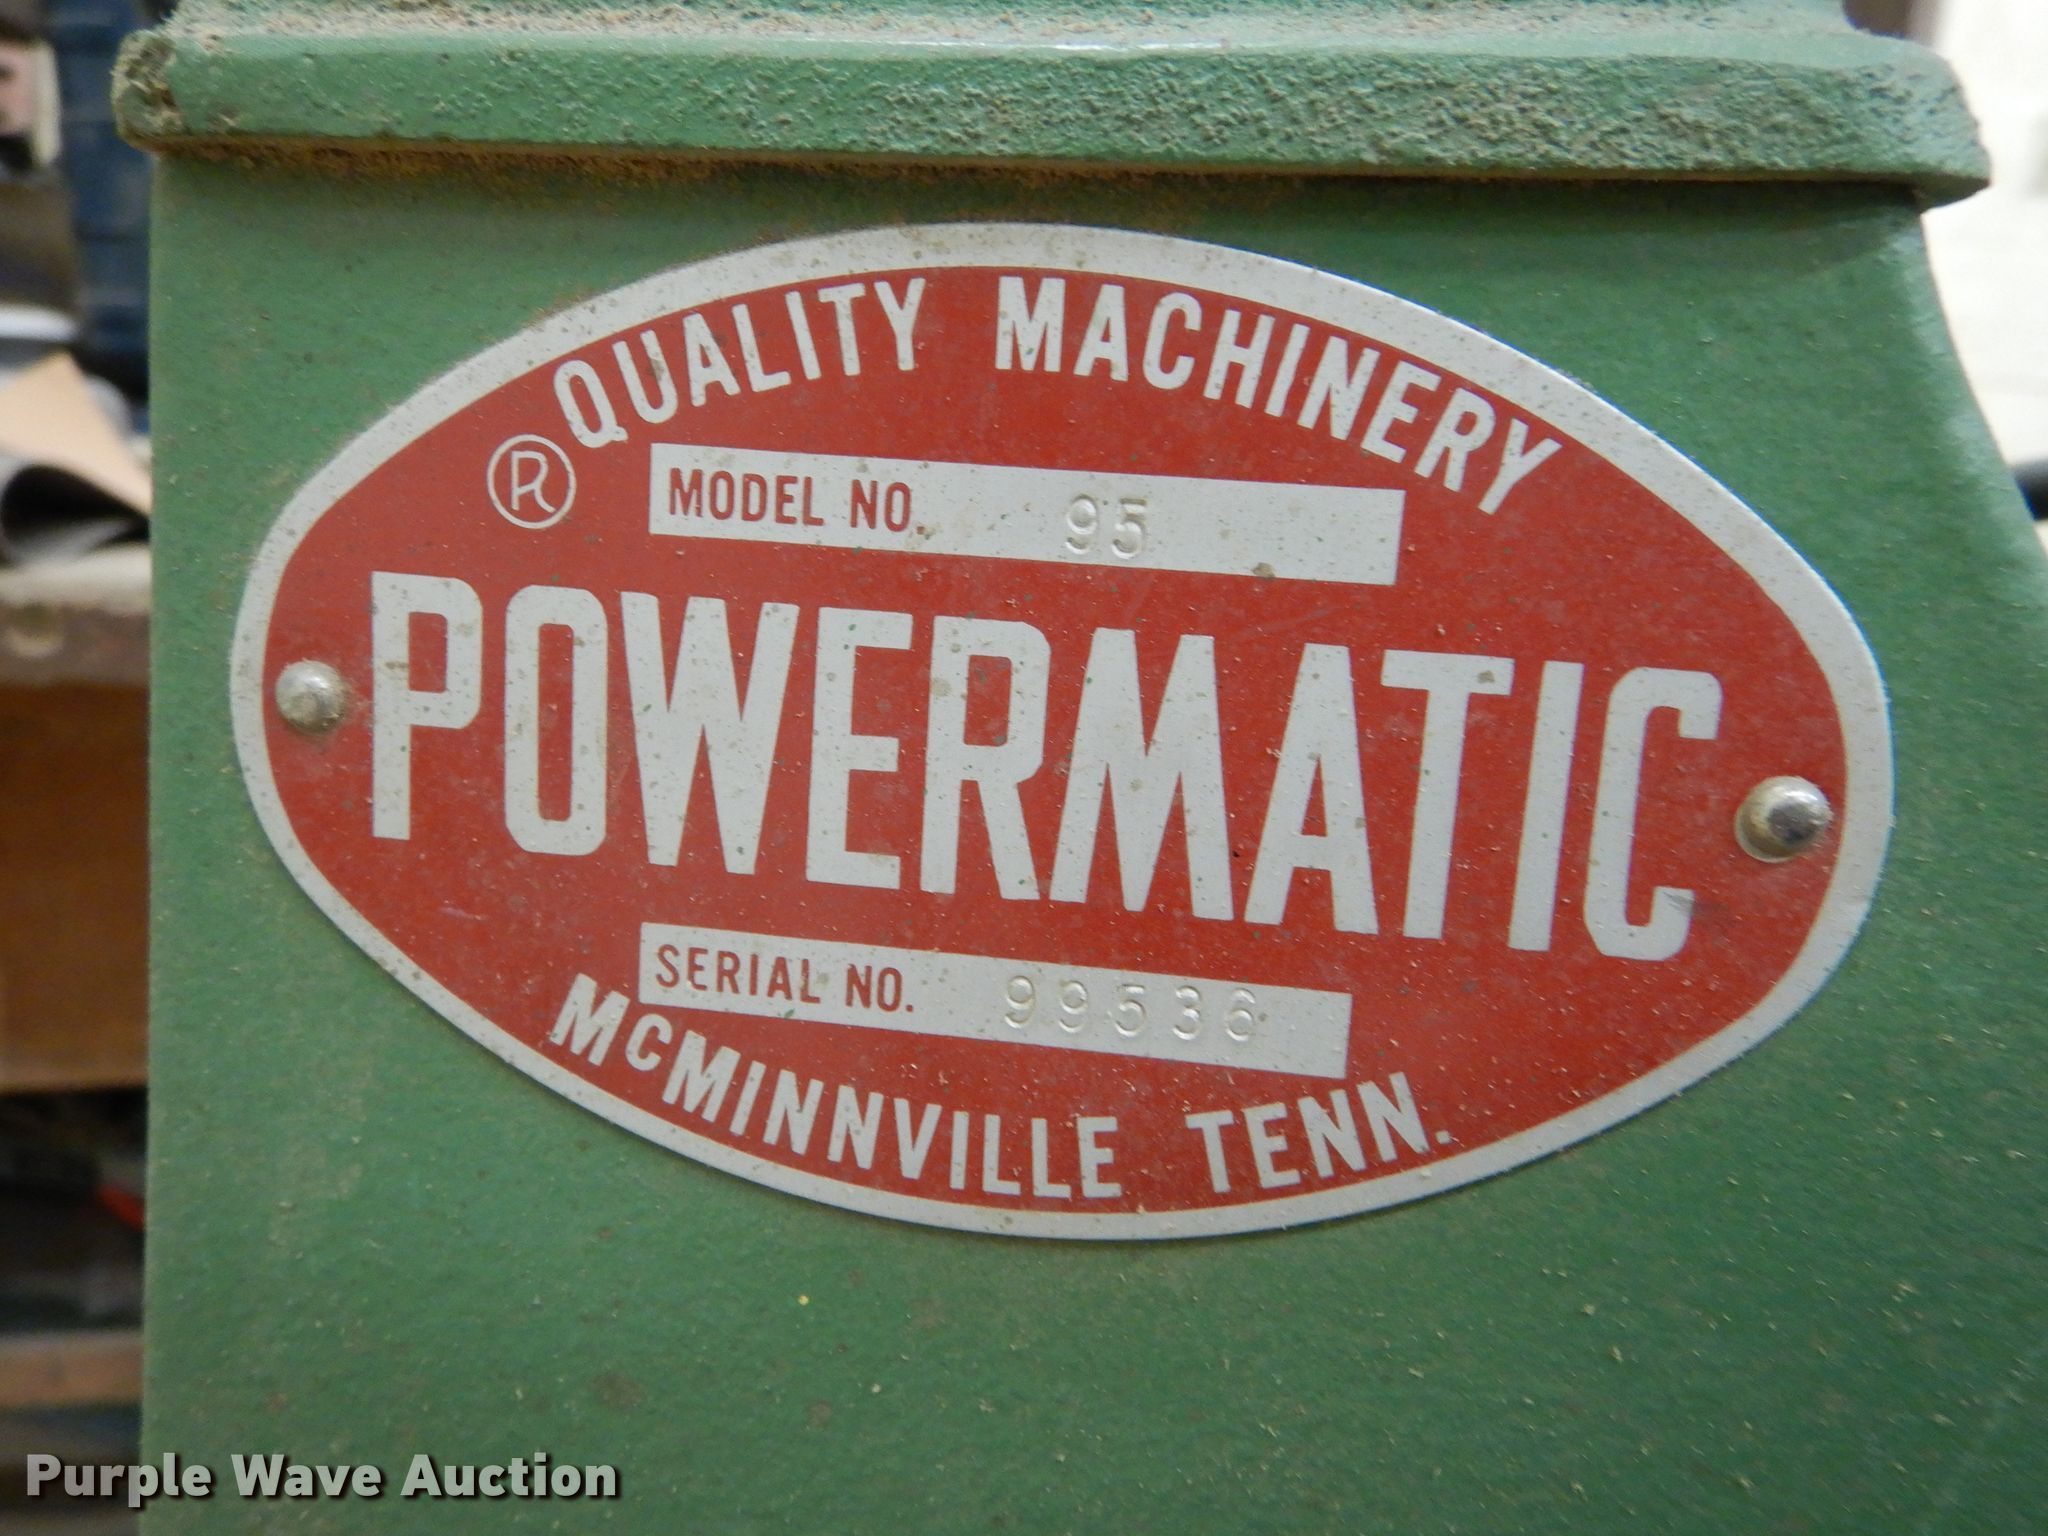 QUALITY MACHINERY
®
MODEL NO. 95
POWERMATIC
SERIAL NO. 99536
McMINNVILLE TENN.
Purple Wave Auction